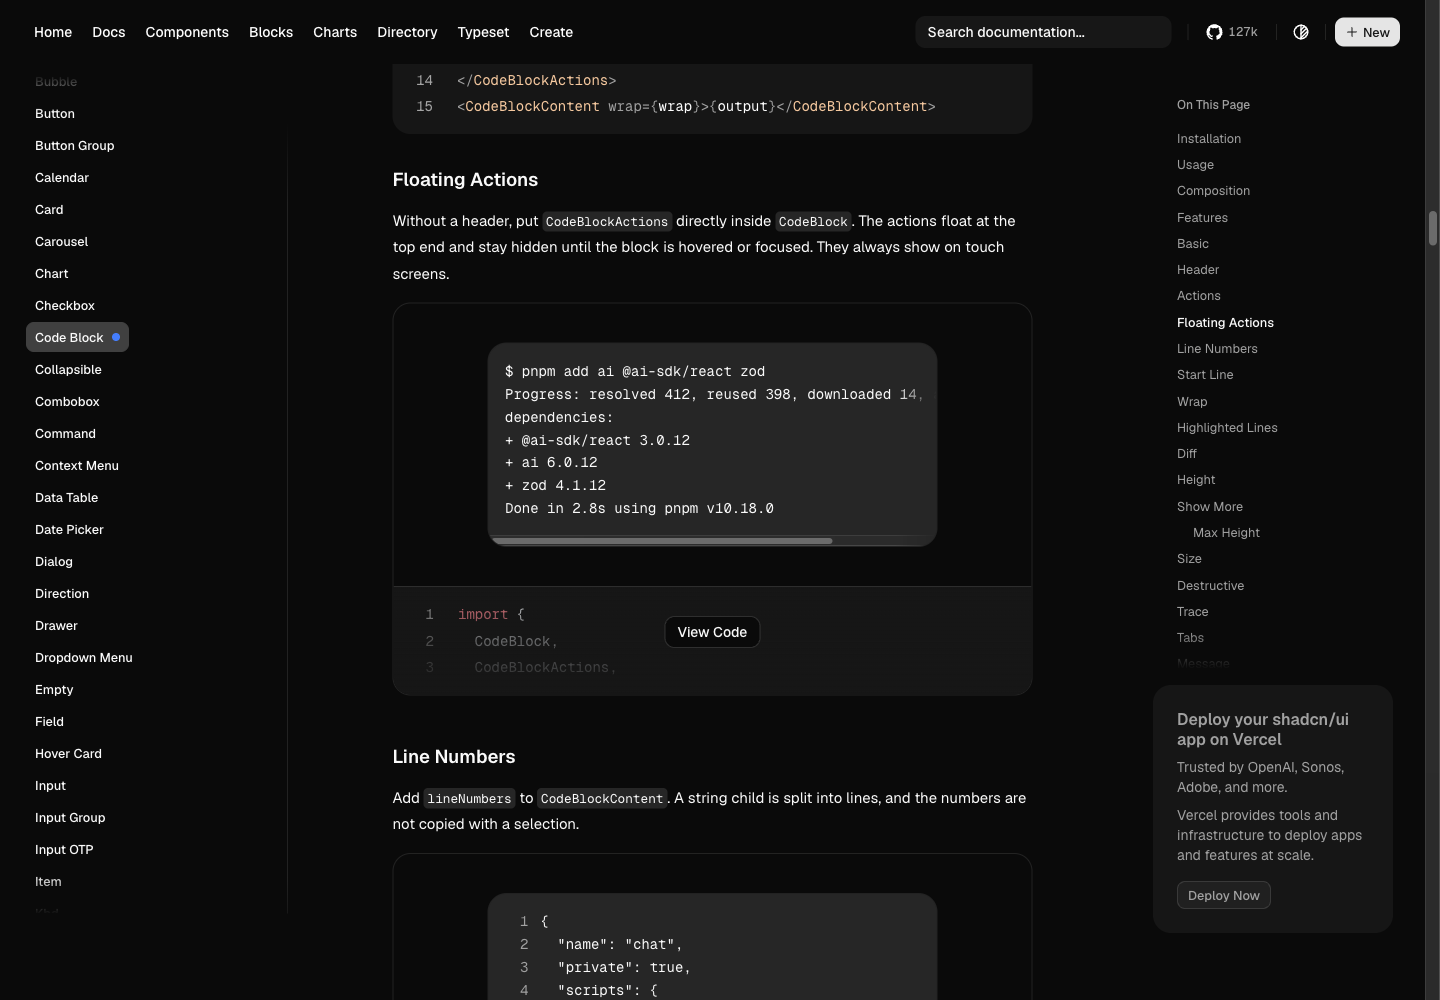 Home Docs Components Blocks Charts Directory Typeset Create
Search documentation...
127k
New
Bubble
Button
Button Group
Calendar
Card
Carousel
Chart
Checkbox
Code Block
Collapsible
Combobox
Command
Context Menu
Data Table
Date Picker
Dialog
Direction
Drawer
Dropdown Menu
Empty
Field
Hover Card
Input
Input Group
Input OTP
Item
14 </CodeBlockActions>
15 <CodeBlockContent wrap={wrap}>{output}</CodeBlockContent>
Floating Actions
Without a header, put CodeBlockActions directly inside CodeBlock. The actions float at the
top end and stay hidden until the block is hovered or focused. They always show on touch
screens.
$ pnpm add ai @ai-sdk/react zod
Progress: resolved 412, reused 398, downloaded 14,
dependencies:
+ @ai-sdk/react 3.0.12
+ ai 6.0.12
+ zod 4.1.12
Done in 2.8s using pnpm v10.18.0
1 import {
2 CodeBlock,
3 CodeBlockActions,
View Code
Line Numbers
Add lineNumbers to CodeBlockContent. A string child is split into lines, and the numbers are
not copied with a selection.
1 {
2 "name": "chat",
3 "private": true,
4 "scripts": {
On This Page
Installation
Usage
Composition
Features
Basic
Header
Actions
Floating Actions
Line Numbers
Start Line
Wrap
Highlighted Lines
Diff
Height
Show More
Max Height
Size
Destructive
Trace
Tabs
Message
Deploy your shadcn/ui
app on Vercel
Trusted by OpenAI, Sonos,
Adobe, and more.
Vercel provides tools and
infrastructure to deploy apps
and features at scale.
Deploy Now